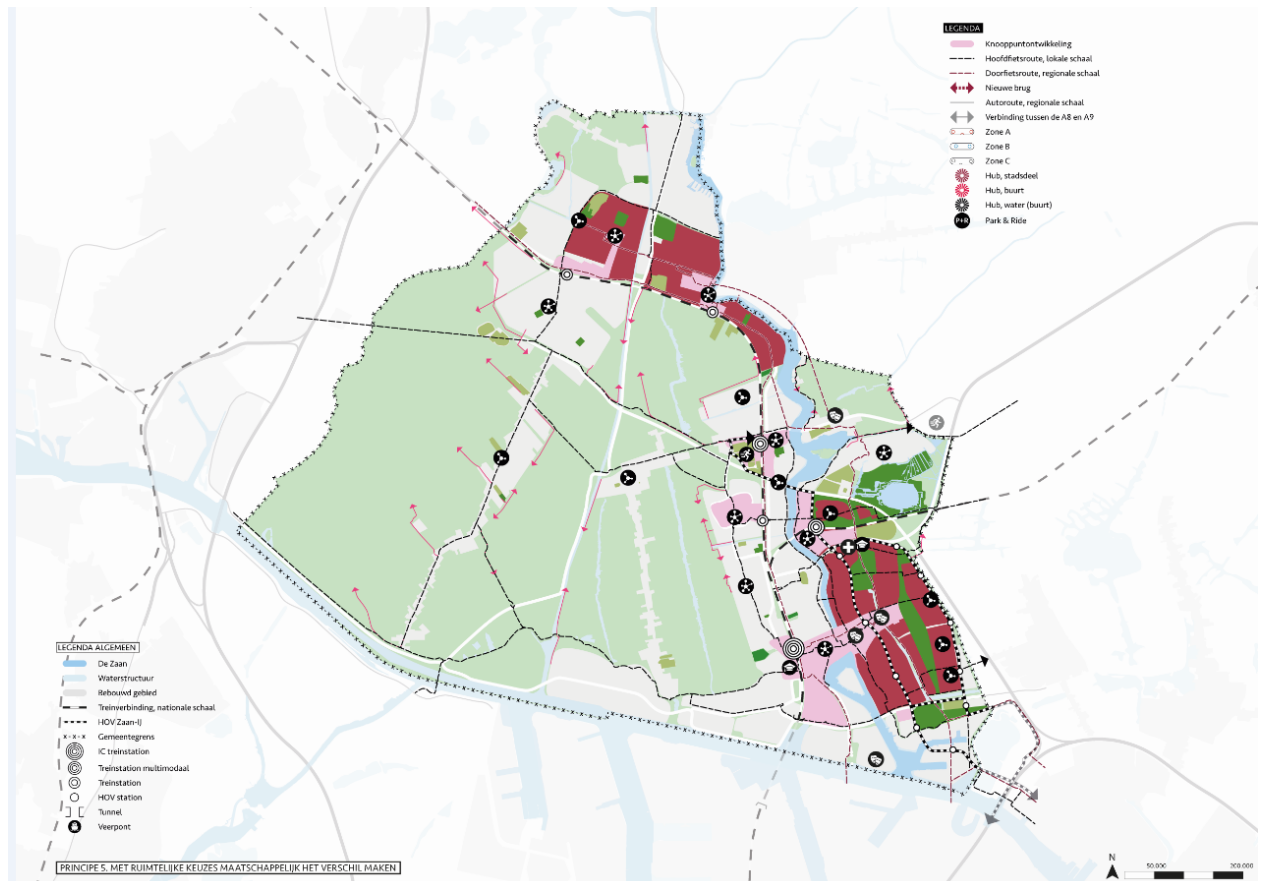 LEGENDA
Knooppuntontwikkeling
Hoofdfietsroute, lokale schaal
Doorfietsroute, regionale schaal
Nieuwe brug
Autoroute, regionale schaal
Verbinding tussen de A8 en A9
Zone A
Zone B
Zone C
Hub, stadsdeel
Hub, buurt
Hub, water (buurt)
P+R Park & Ride
LEGENDA ALGEMEEN
De Zaan
Waterstructuur
Bebouwd gebied
Treinverbinding, nationale schaal
HOV Zaan-IJ
Gemeentegrens
IC treinstation
Treinstation multimodaal
Treinstation
HOV station
Tunnel
Veerpont
PRINCIPE 5. MET RUIMTELIJKE KEUZES MAATSCHAPPELIJK HET VERSCHIL MAKEN
N
50.000 200.000